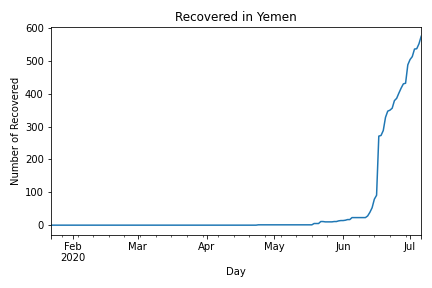 Recovered in Yemen
Number of Recovered
600
500
400
300
200
100
0
Feb
2020
Mar
Apr
May
Jun
Jul
Day